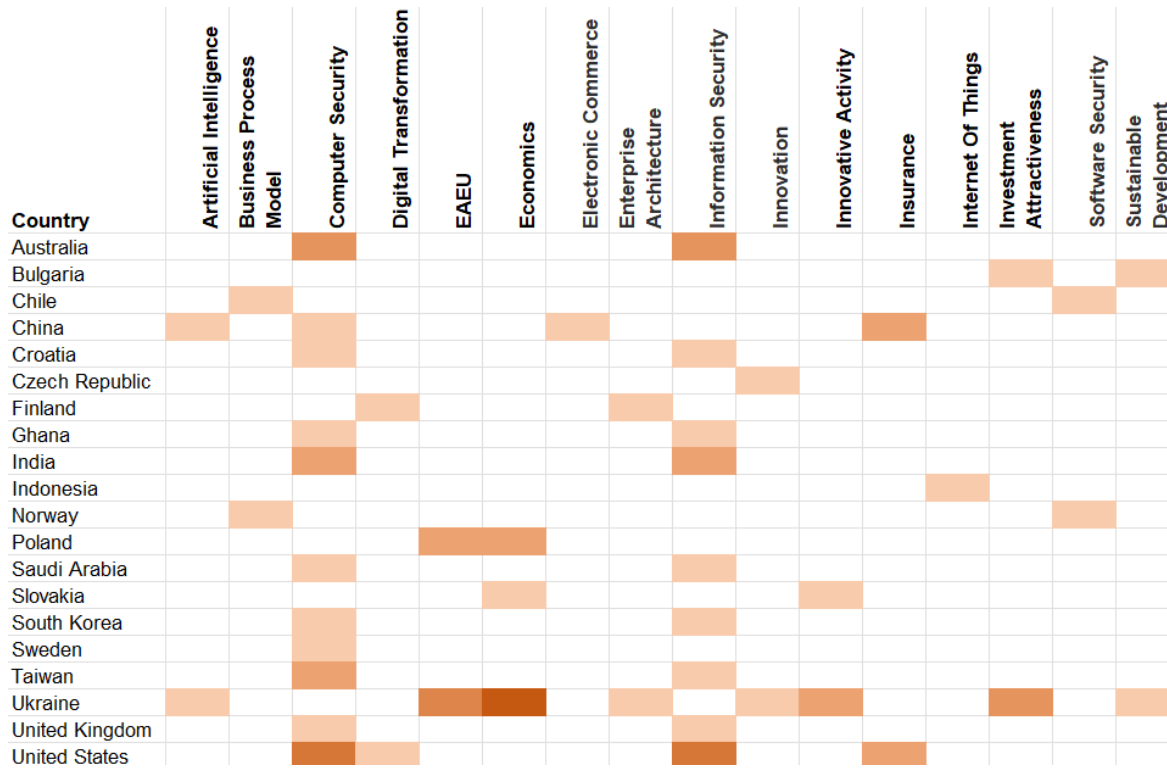 Artificial Intelligence
Business Process
Model
Computer Security
Digital Transformation
EAEU
Economics
Electronic Commerce
Enterprise
Architecture
Information Security
Innovation
Innovative Activity
Insurance
Internet Of Things
Investment
Attractiveness
Software Security
Sustainable
Development
Country
Australia
Bulgaria
Chile
China
Croatia
Czech Republic
Finland
Ghana
India
Indonesia
Norway
Poland
Saudi Arabia
Slovakia
South Korea
Sweden
Taiwan
Ukraine
United Kingdom
United States